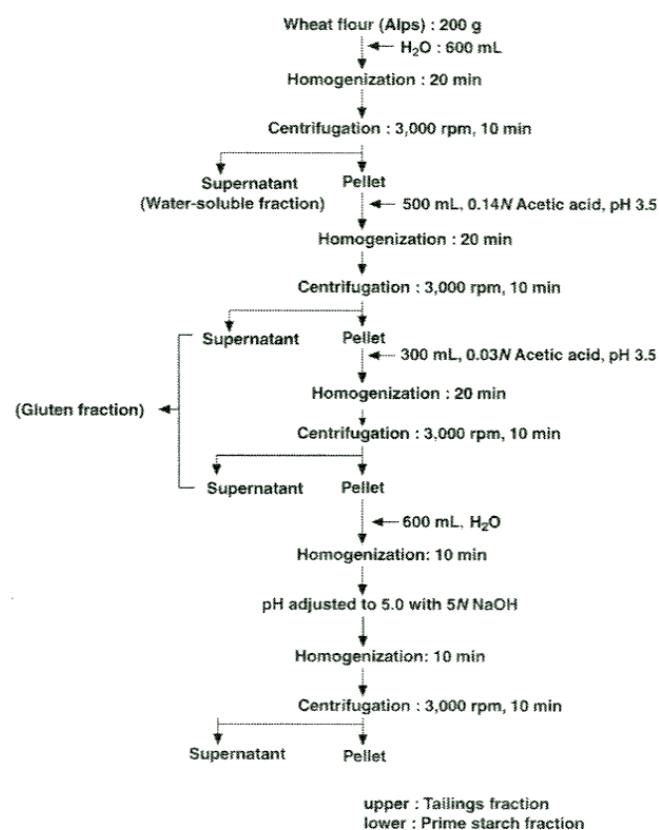 Wheat flour (Alps) : 200 g
H₂O : 600 mL
Homogenization : 20 min
Centrifugation : 3,000 rpm, 10 min
Supernatant Pellet
(Water-soluble fraction)
500 mL, 0.14N Acetic acid, pH 3.5
Homogenization : 20 min
Centrifugation : 3,000 rpm, 10 min
Supernatant Pellet
300 mL, 0.03N Acetic acid, pH 3.5
Homogenization : 20 min
(Gluten fraction)
Centrifugation : 3,000 rpm, 10 min
Supernatant Pellet
600 mL, H₂O
Homogenization: 10 min
pH adjusted to 5.0 with 5N NaOH
Homogenization: 10 min
Centrifugation : 3,000 rpm, 10 min
Supernatant Pellet
upper : Tailings fraction
lower : Prime starch fraction